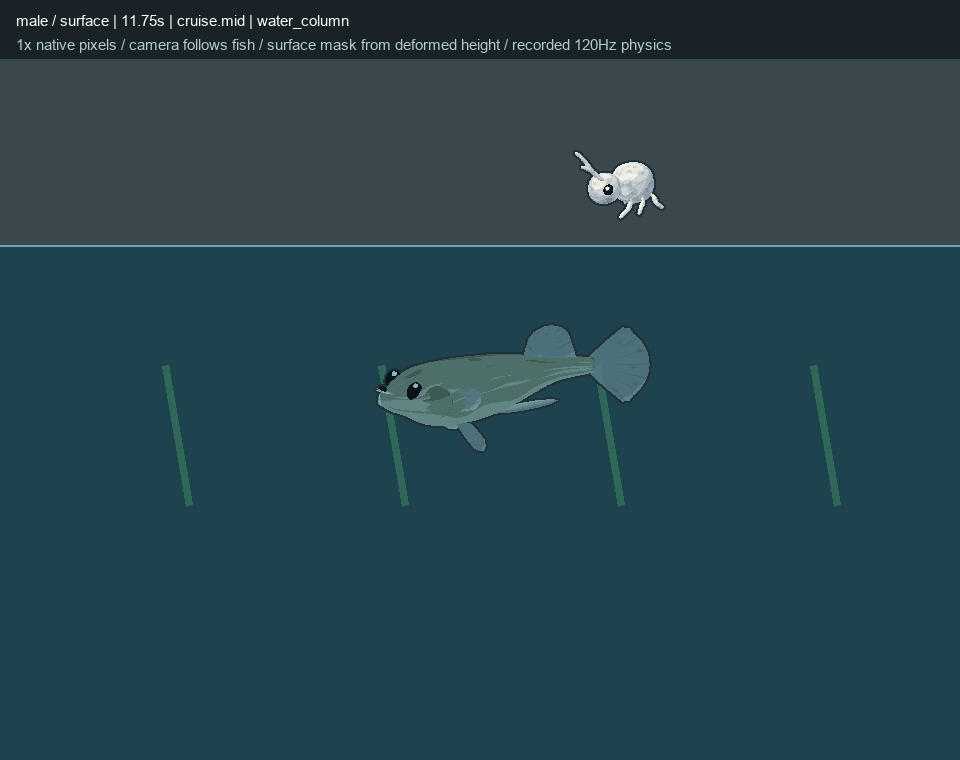 male / surface | 11.75s | cruise.mid | water_column
1x native pixels / camera follows fish / surface mask from deformed height / recorded 120Hz physics